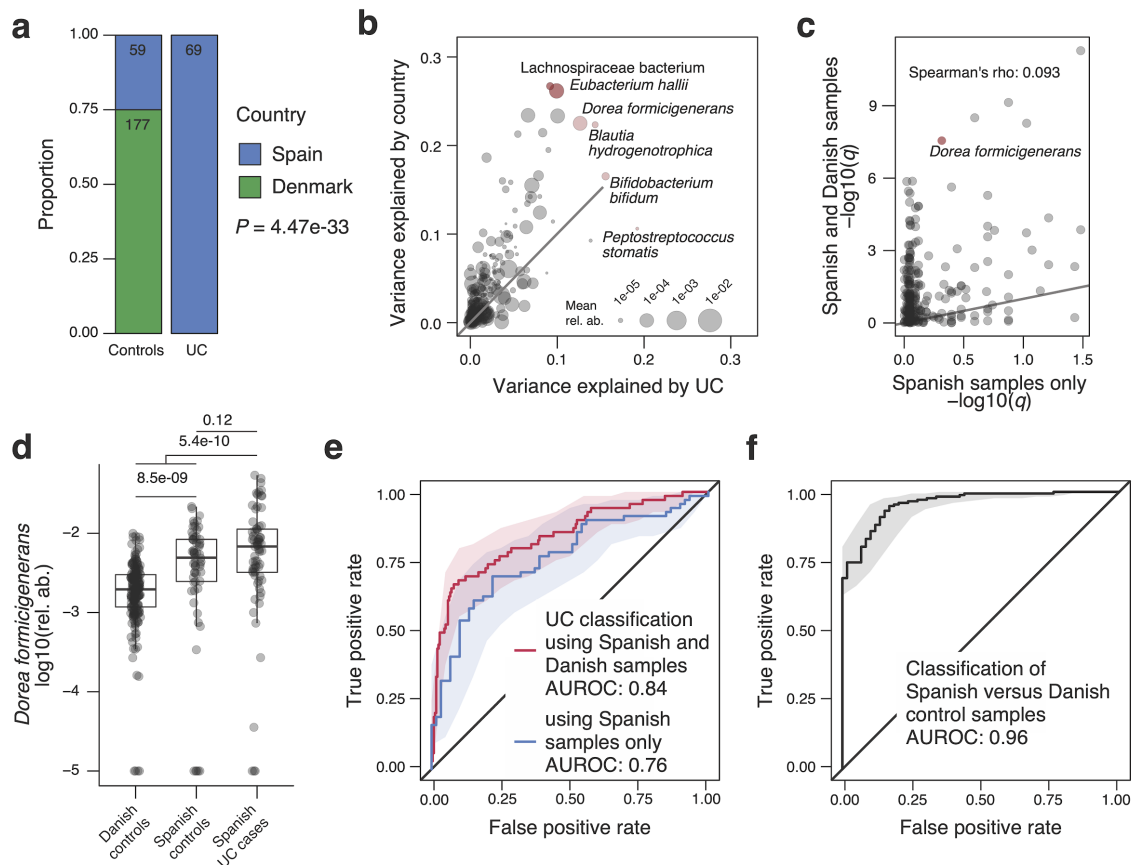 a
1.00
0.75
0.50
0.25
0.00
Proportion
59
177
69
Controls
UC
Country
Spain
Denmark
P = 4.47e-33
b
Variance explained by country
0.3
0.2
0.1
0.0
Lachnospiraceae bacterium
Eubacterium hallii
Dorea formicigenerans
Blautia
hydrogenotrophica
Bifidobacterium
bifidum
Peptostreptococcus
stomatis
Mean
rel. ab.
1e-05
1e-04
1e-03
1e-02
0.0
0.1
0.2
0.3
Variance explained by UC
c
Spanish and Danish samples
−log10(q)
9
6
3
0
Spearman's rho: 0.093
Dorea formicigenerans
0.0
0.5
1.0
1.5
Spanish samples only
−log10(q)
d
0.12
5.4e-10
8.5e-09
Dorea formicigenerans
log10(rel. ab.)
−2
−3
−4
−5
Danish
controls
Spanish
controls
Spanish
UC cases
e
True positive rate
1.00
0.75
0.50
0.25
0.00
UC classification
using Spanish and
Danish samples
AUROC: 0.84
using Spanish
samples only
AUROC: 0.76
0.00
0.25
0.50
0.75
1.00
False positive rate
f
True positive rate
1.00
0.75
0.50
0.25
0.00
Classification of
Spanish versus Danish
control samples
AUROC: 0.96
0.00
0.25
0.50
0.75
1.00
False positive rate